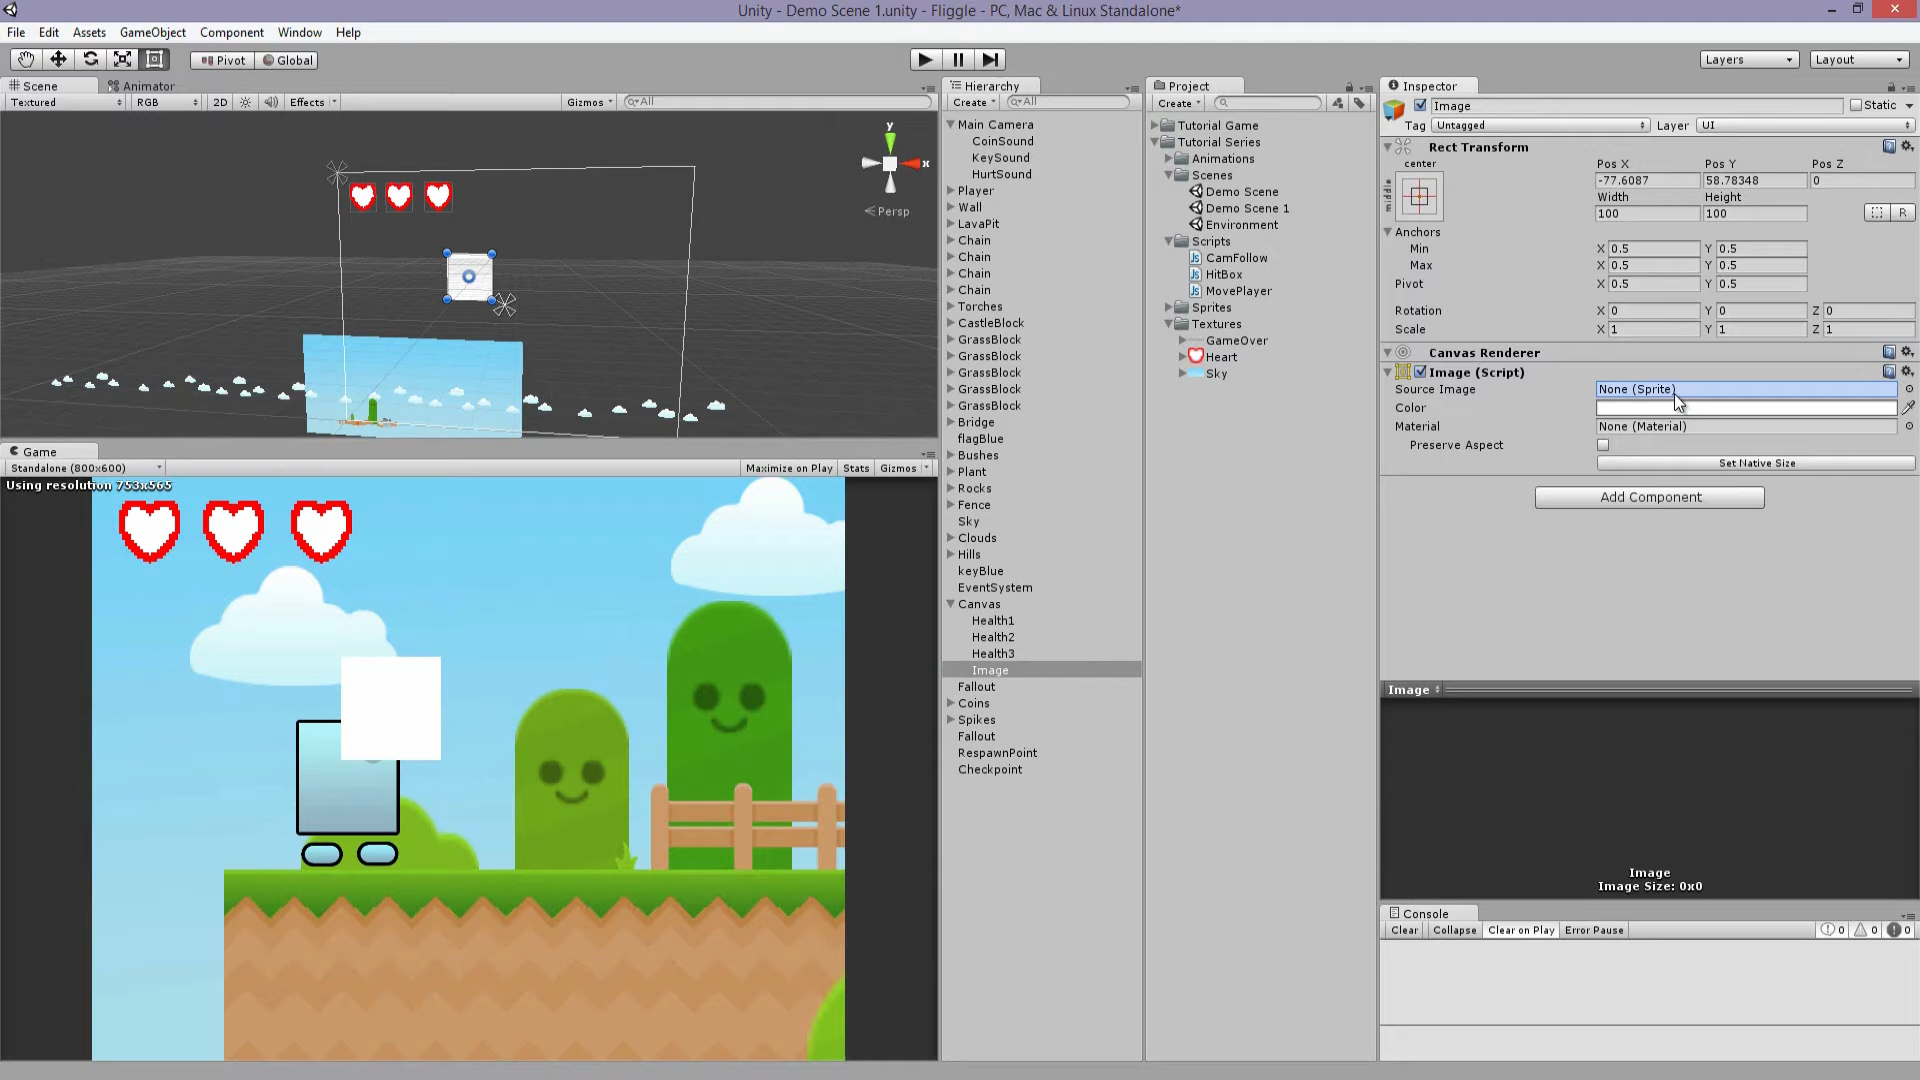 Unity - Demo Scene 1.unity - Fliggle - PC, Mac & Linux Standalone*
File Edit Assets GameObject Component Window Help
Pivot Global Layers Layout
Scene Animator
Textured RGB 2D Effects Gizmos All
y
x
Persp
Game
Standalone (800x600) Maximize on Play Stats Gizmos
Using resolution 753x565
Hierarchy
Create All
Main Camera
CoinSound
KeySound
HurtSound
Player
Wall
LavaPit
Chain
Chain
Chain
Chain
Torches
CastleBlock
GrassBlock
GrassBlock
GrassBlock
GrassBlock
GrassBlock
Bridge
flagBlue
Bushes
Plant
Rocks
Fence
Sky
Clouds
Hills
keyBlue
EventSystem
Canvas
Health1
Health2
Health3
Image
Fallout
Coins
Spikes
Fallout
RespawnPoint
Checkpoint
Project
Create
Tutorial Game
Tutorial Series
Animations
Scenes
Demo Scene
Demo Scene 1
Environment
Scripts
CamFollow
HitBox
MovePlayer
Sprites
Textures
GameOver
Heart
Sky
Inspector
Image Static
Tag Untagged Layer UI
Rect Transform
center Pos X Pos Y Pos Z
middle -77.6087 58.78348 0
Width Height
100 100 R
Anchors
Min X 0.5 Y 0.5
Max X 0.5 Y 0.5
Pivot X 0.5 Y 0.5
Rotation X 0 Y 0 Z 0
Scale X 1 Y 1 Z 1
Canvas Renderer
Image (Script)
Source Image None (Sprite)
Color
Material None (Material)
Preserve Aspect
Set Native Size
Add Component
Image
Image
Image Size: 0x0
Console
Clear Collapse Clear on Play Error Pause 0 0 0